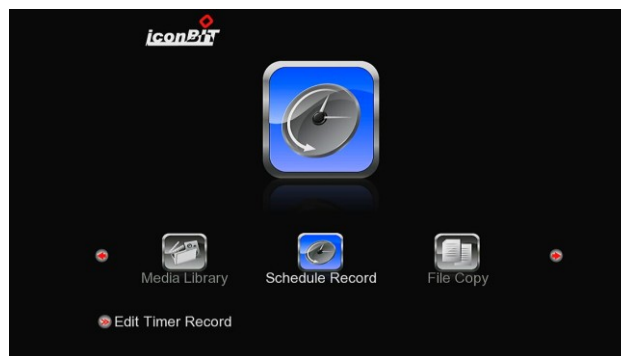 iconBiT
Media Library
Schedule Record
File Copy
Edit Timer Record